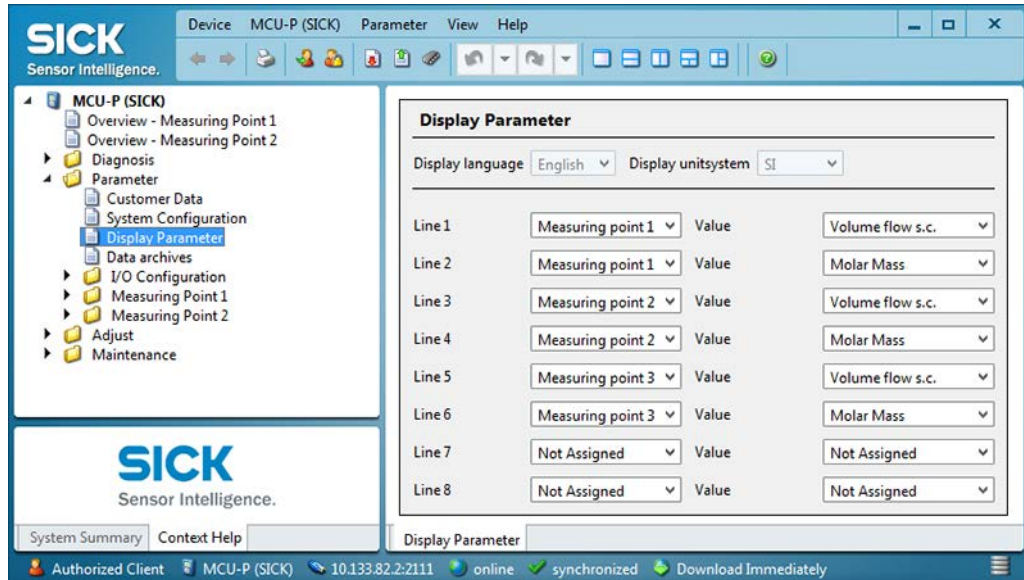 SICK
Sensor Intelligence.
Device MCU-P (SICK) Parameter View Help
MCU-P (SICK)
Overview - Measuring Point 1
Overview - Measuring Point 2
Diagnosis
Parameter
Customer Data
System Configuration
Display Parameter
Data archives
I/O Configuration
Measuring Point 1
Measuring Point 2
Adjust
Maintenance
SICK
Sensor Intelligence.
System Summary Context Help
Display Parameter
Display language English Display unitsystem SI
Line 1 Measuring point 1 Value Volume flow s.c.
Line 2 Measuring point 1 Value Molar Mass
Line 3 Measuring point 2 Value Volume flow s.c.
Line 4 Measuring point 2 Value Molar Mass
Line 5 Measuring point 3 Value Volume flow s.c.
Line 6 Measuring point 3 Value Molar Mass
Line 7 Not Assigned Value Not Assigned
Line 8 Not Assigned Value Not Assigned
Display Parameter
Authorized Client MCU-P (SICK) 10.133.82.2:2111 online synchronized Download Immediately